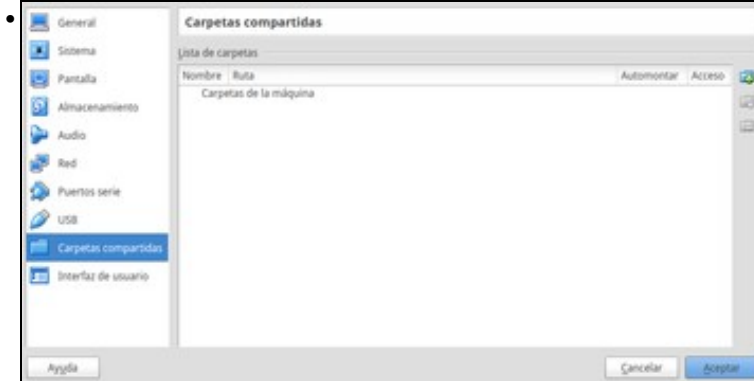 General
Sistema
Pantalla
Almacenamiento
Audio
Red
Puertos serie
USB
Carpetas compartidas
Interfaz de usuario
Carpetas compartidas
Lista de carpetas
Nombre Ruta Automontar Acceso
Carpetas de la máquina
Ayuda Cancelar Aceptar